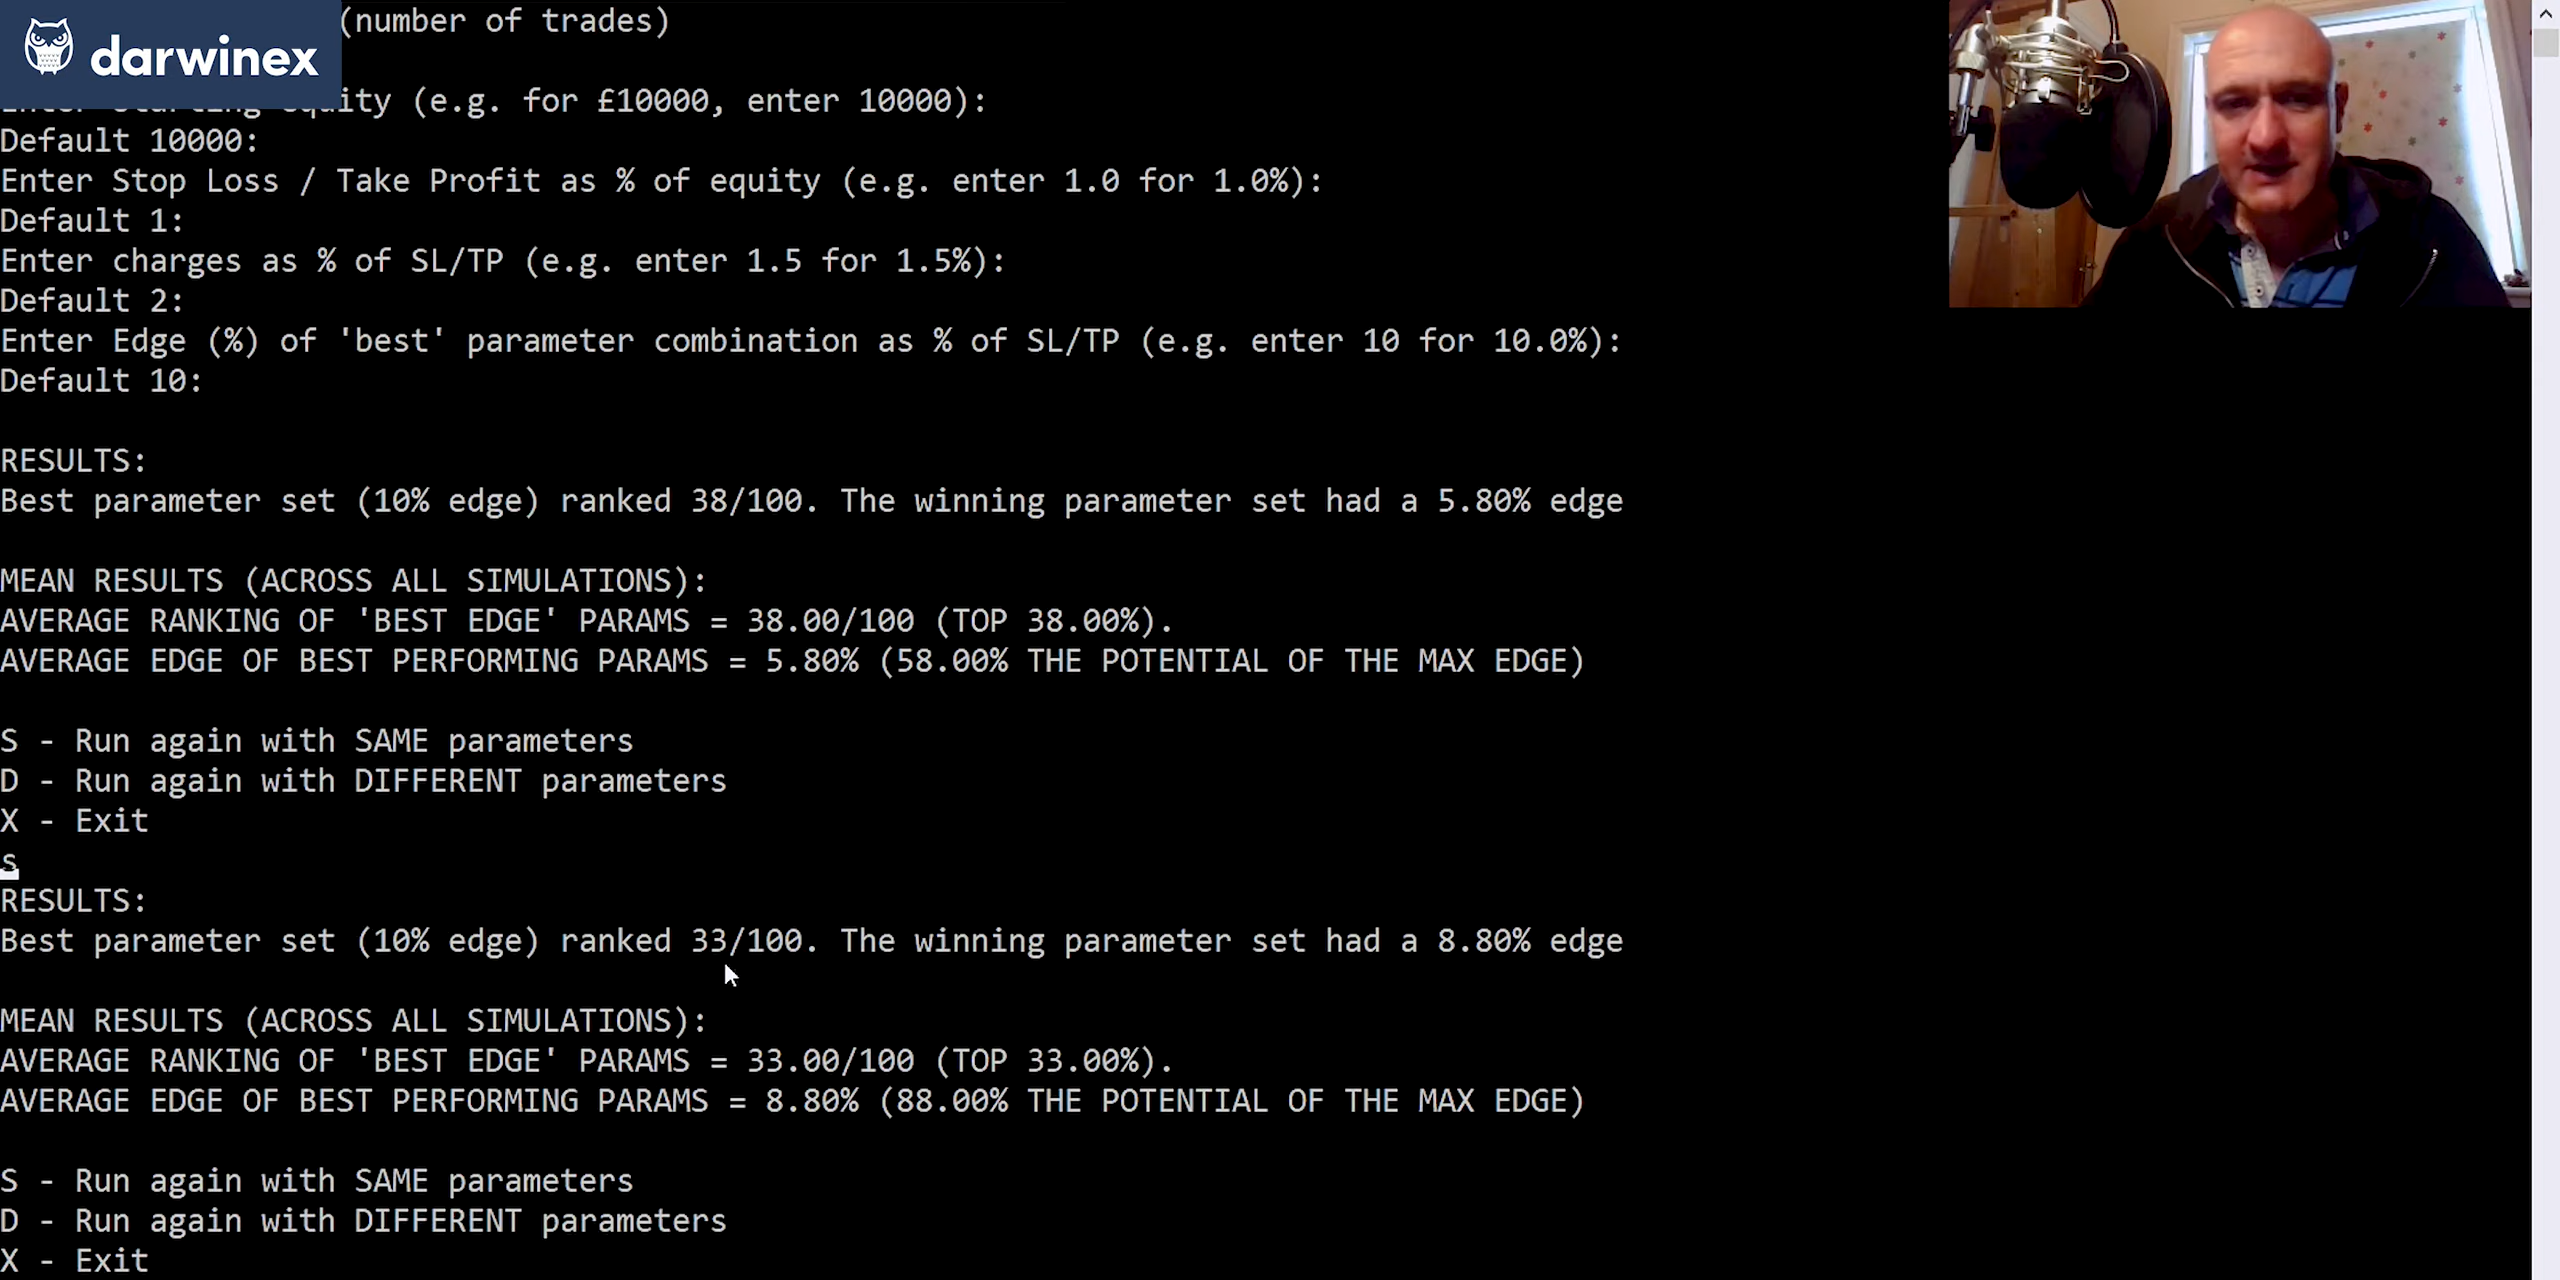 (number of trades)
darwinex
Enter Starting equity (e.g. for £10000, enter 10000):
Default 10000:
Enter Stop Loss / Take Profit as % of equity (e.g. enter 1.0 for 1.0%):
Default 1:
Enter charges as % of SL/TP (e.g. enter 1.5 for 1.5%):
Default 2:
Enter Edge (%) of 'best' parameter combination as % of SL/TP (e.g. enter 10 for 10.0%):
Default 10:
RESULTS:
Best parameter set (10% edge) ranked 38/100. The winning parameter set had a 5.80% edge
MEAN RESULTS (ACROSS ALL SIMULATIONS):
AVERAGE RANKING OF 'BEST EDGE' PARAMS = 38.00/100 (TOP 38.00%).
AVERAGE EDGE OF BEST PERFORMING PARAMS = 5.80% (58.00% THE POTENTIAL OF THE MAX EDGE)
S - Run again with SAME parameters
D - Run again with DIFFERENT parameters
X - Exit
s
RESULTS:
Best parameter set (10% edge) ranked 33/100. The winning parameter set had a 8.80% edge
MEAN RESULTS (ACROSS ALL SIMULATIONS):
AVERAGE RANKING OF 'BEST EDGE' PARAMS = 33.00/100 (TOP 33.00%).
AVERAGE EDGE OF BEST PERFORMING PARAMS = 8.80% (88.00% THE POTENTIAL OF THE MAX EDGE)
S - Run again with SAME parameters
D - Run again with DIFFERENT parameters
X - Exit